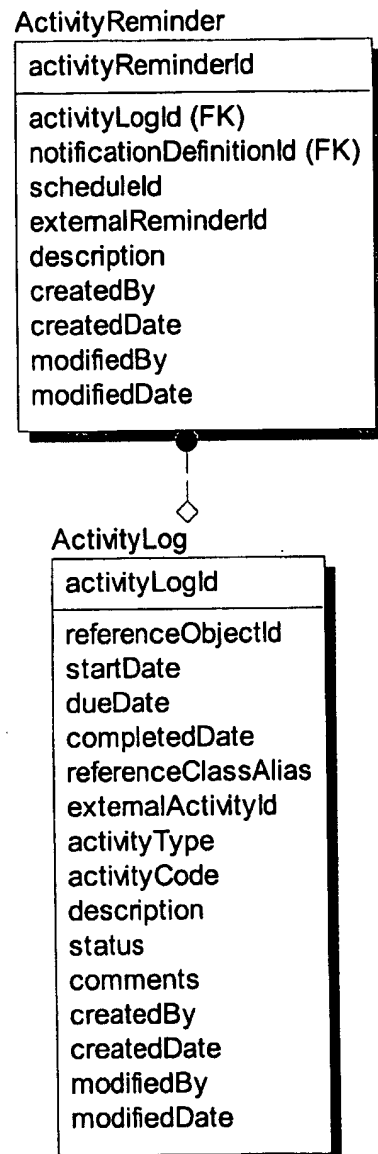 ActivityReminder
activityReminderId
activityLogId (FK)
notificationDefinitionId (FK)
scheduleId
externalReminderId
description
createdBy
createdDate
modifiedBy
modifiedDate
ActivityLog
activityLogId
referenceObjectId
startDate
dueDate
completedDate
referenceClassAlias
externalActivityId
activityType
activityCode
description
status
comments
createdBy
createdDate
modifiedBy
modifiedDate